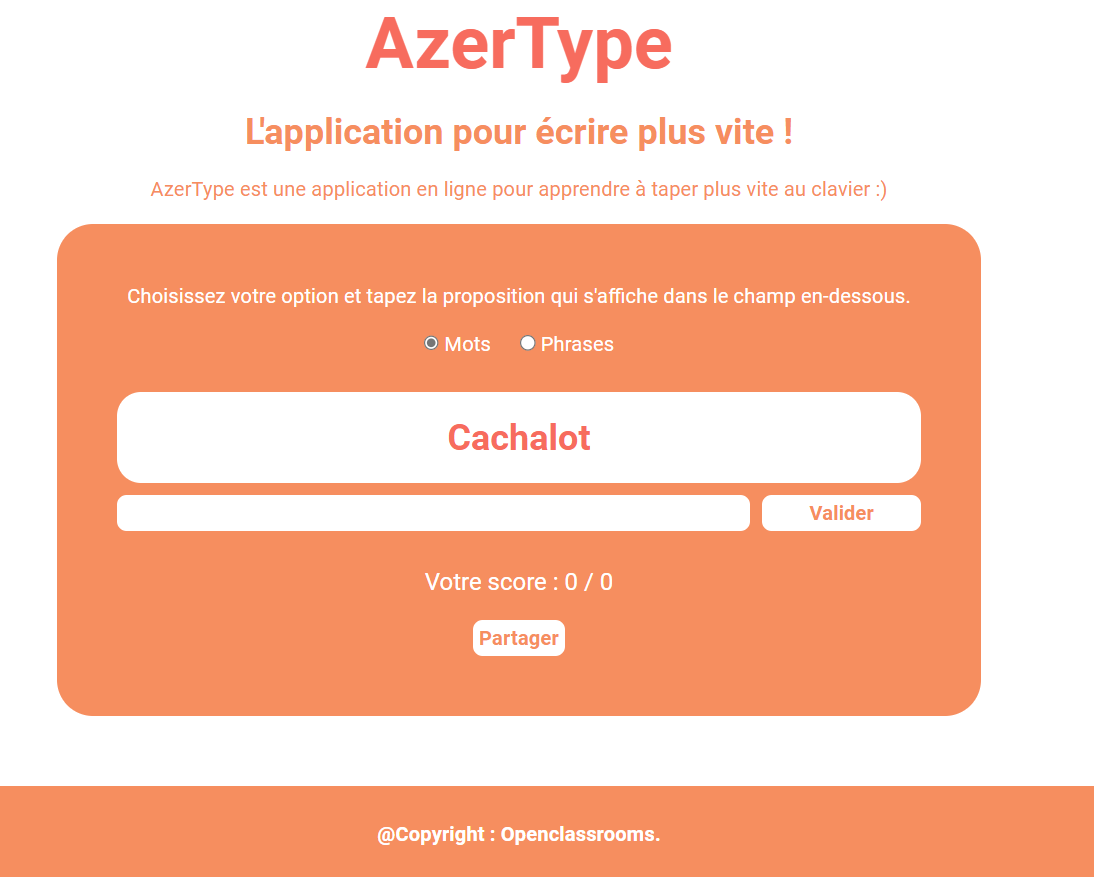 AzerType
L'application pour écrire plus vite !
AzerType est une application en ligne pour apprendre à taper plus vite au clavier :)
Choisissez votre option et tapez la proposition qui s'affiche dans le champ en-dessous.
Mots Phrases
Cachalot
Valider
Votre score : 0 / 0
Partager
@Copyright : Openclassrooms.